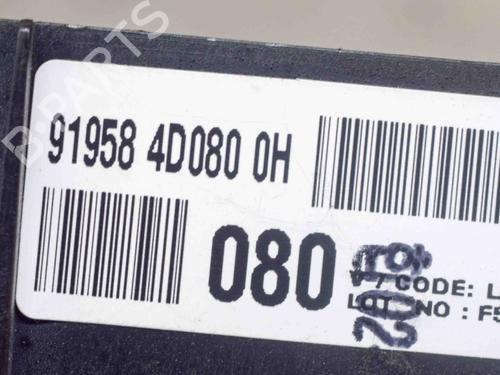 B-PARTS
91958 4D080 0H
080
CODE: L
LOT NO : F5